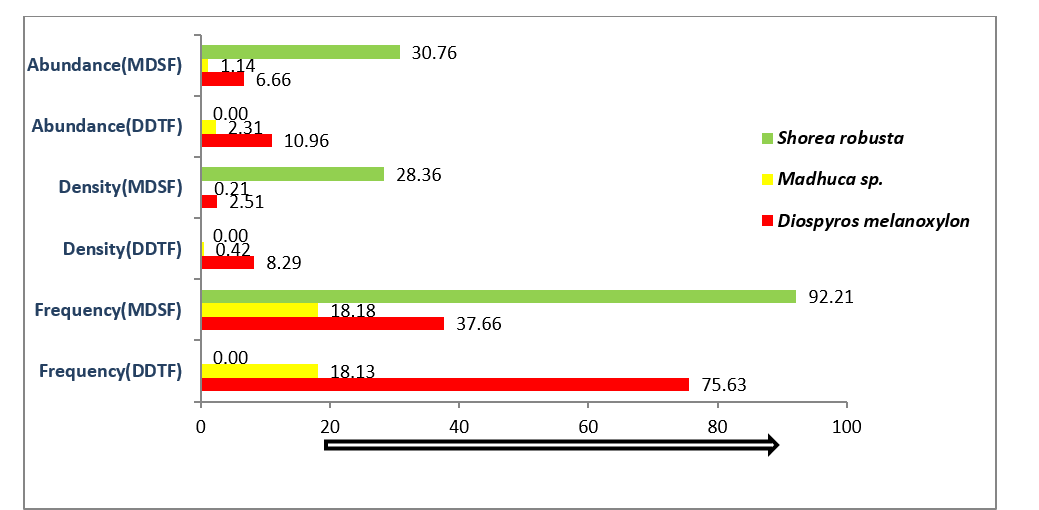 Abundance(MDSF)
30.76
1.14
6.66
Abundance(DDTF)
0.00
2.31
10.96
Density(MDSF)
28.36
0.21
2.51
Density(DDTF)
0.00
0.42
8.29
Frequency(MDSF)
92.21
18.18
37.66
Frequency(DDTF)
0.00
18.13
75.63
0 20 40 60 80 100
Shorea robusta
Madhuca sp.
Diospyros melanoxylon